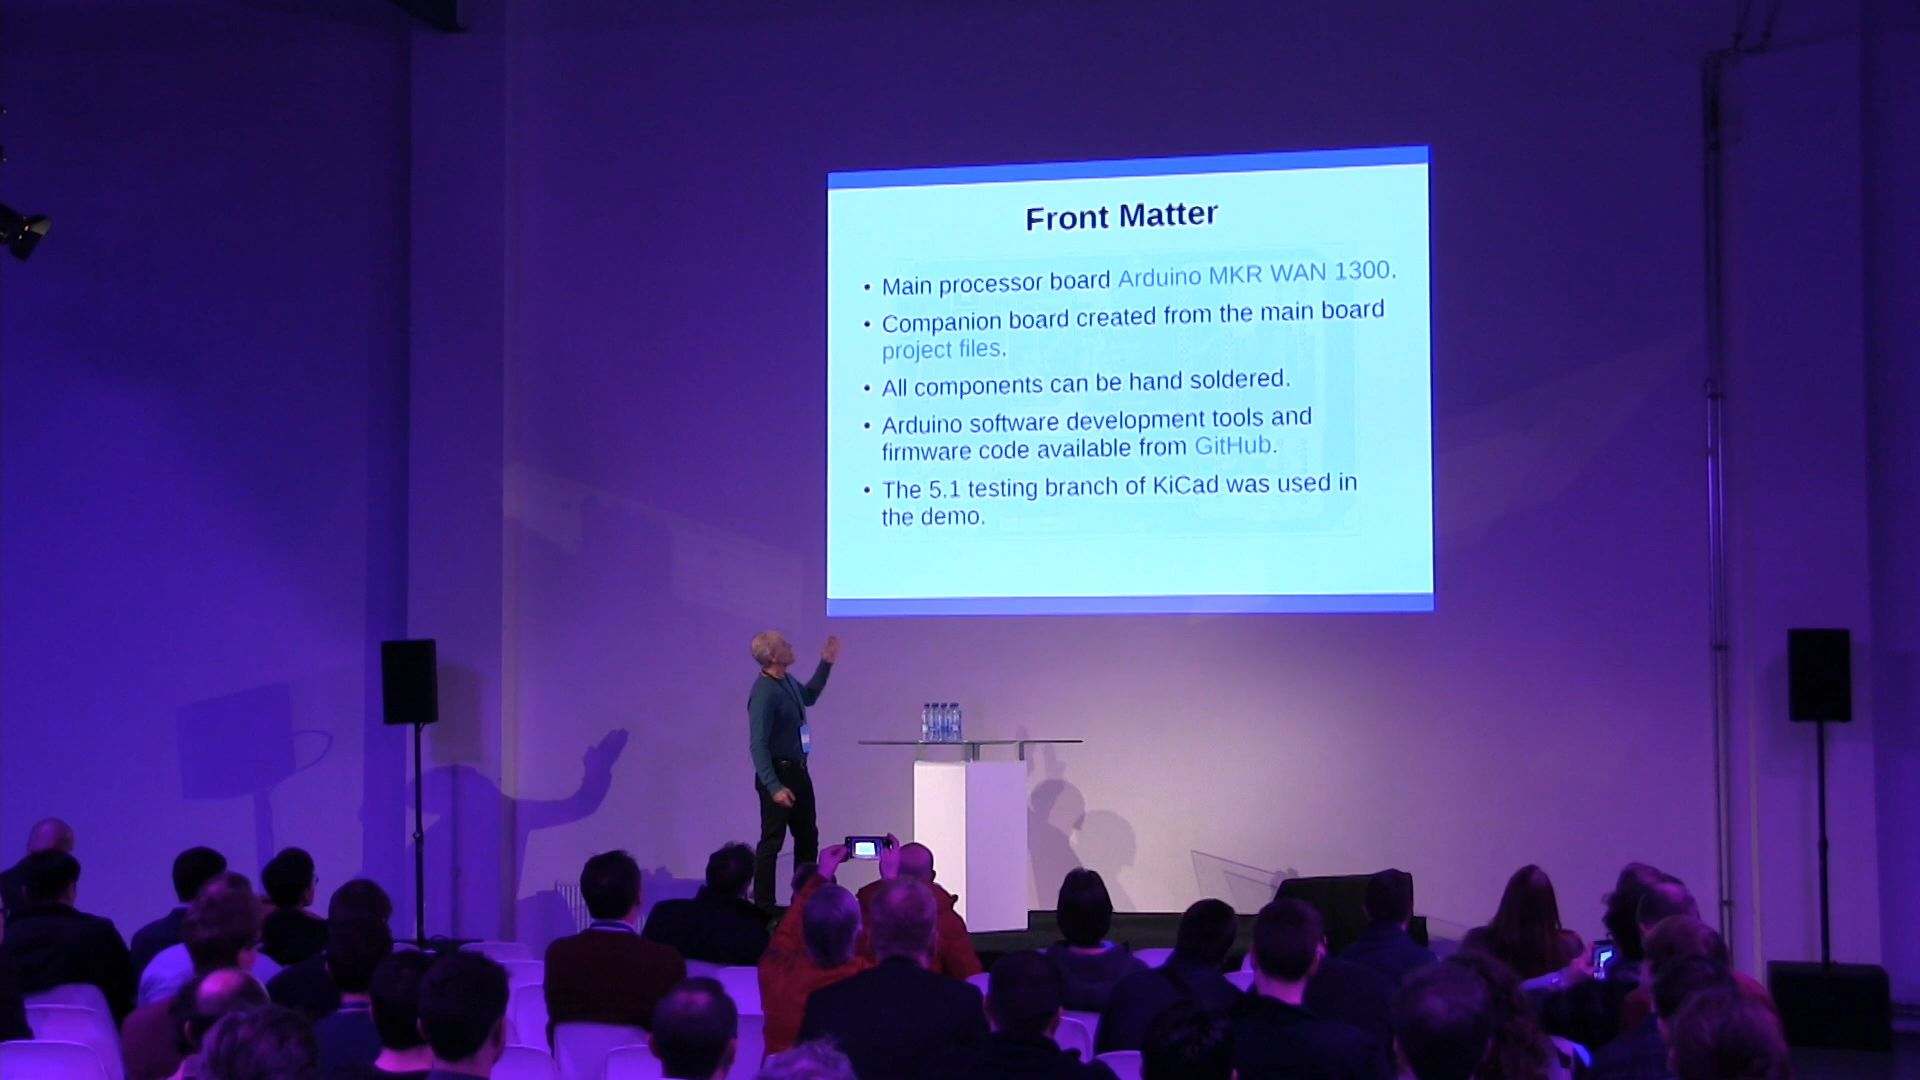 Front Matter
• Main processor board Arduino MKR WAN 1300.
• Companion board created from the main board
project files.
• All components can be hand soldered.
• Arduino software development tools and
firmware code available from GitHub.
• The 5.1 testing branch of KiCad was used in
the demo.